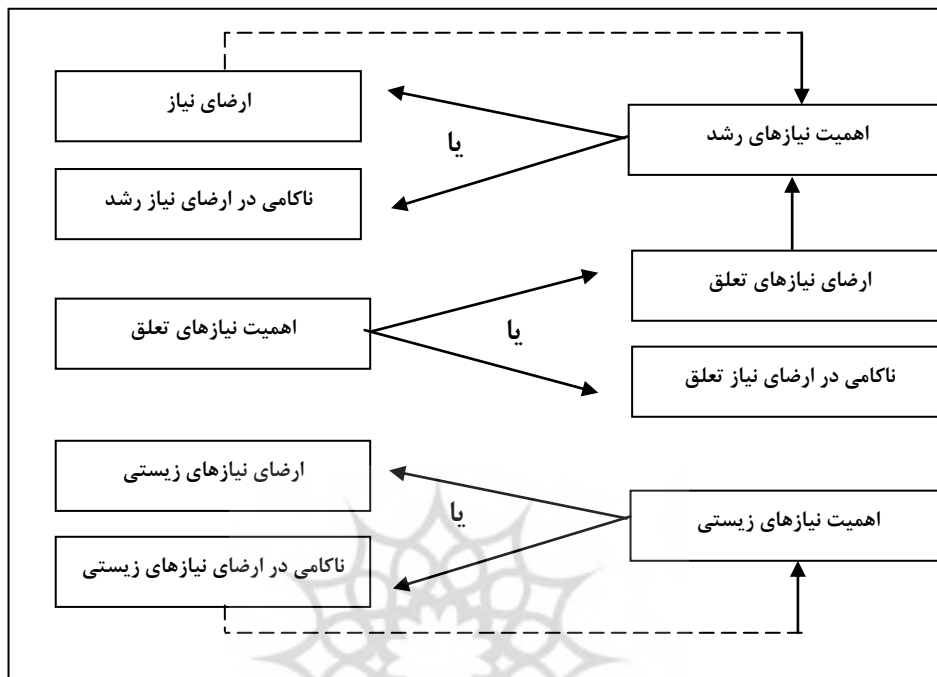 ارضای نیاز
اهمیت نیازهای رشد
یا
ناکامی در ارضای نیاز رشد
ارضای نیازهای تعلق
اهمیت نیازهای تعلق
یا
ناکامی در ارضای نیاز تعلق
ارضای نیازهای زیستی
اهمیت نیازهای زیستی
یا
ناکامی در ارضای نیازهای زیستی